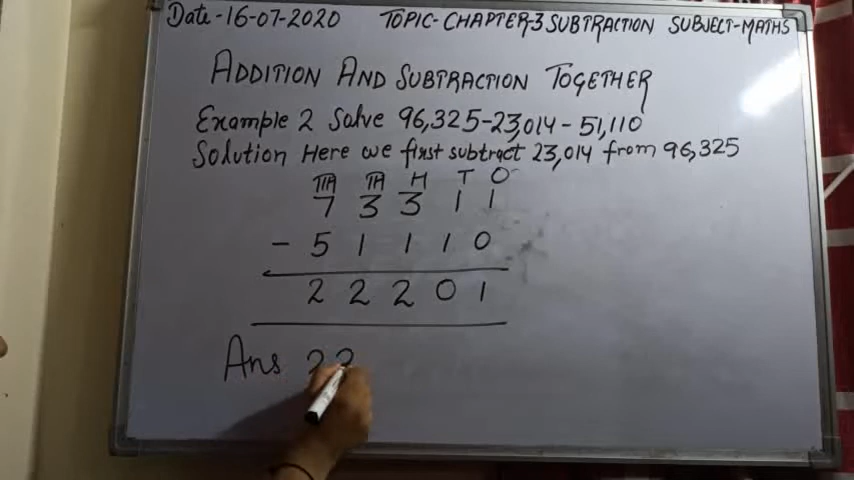 Date-16-07-2020 TOPIC-CHAPTER-3 SUBTRACTION SUBJECT-MATHS
ADDITION AND SUBTRACTION TOGETHER
Example 2 Solve 96,325-23,014-51,110
Solution Here we first subtract 23,014 from 96,325
TTH TH H T O
7 3 3 1 1
- 5 1 1 1 0
2 2 2 0 1
Ans 22